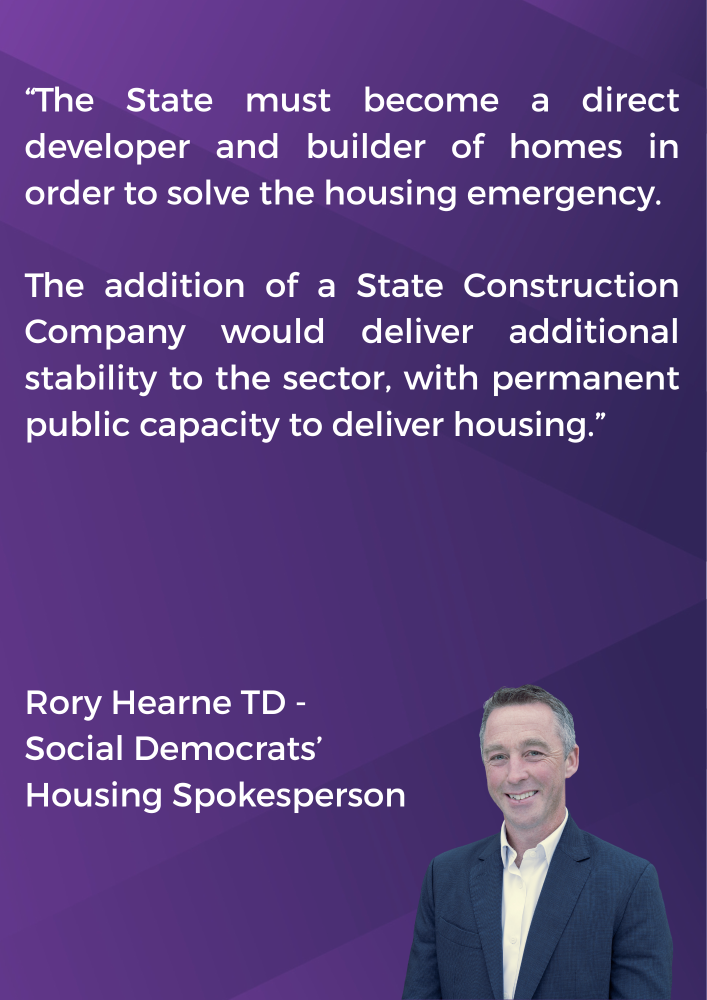 “The State must become a direct
developer and builder of homes in
order to solve the housing emergency.
The addition of a State Construction
Company would deliver additional
stability to the sector, with permanent
public capacity to deliver housing.”
Rory Hearne TD -
Social Democrats’
Housing Spokesperson